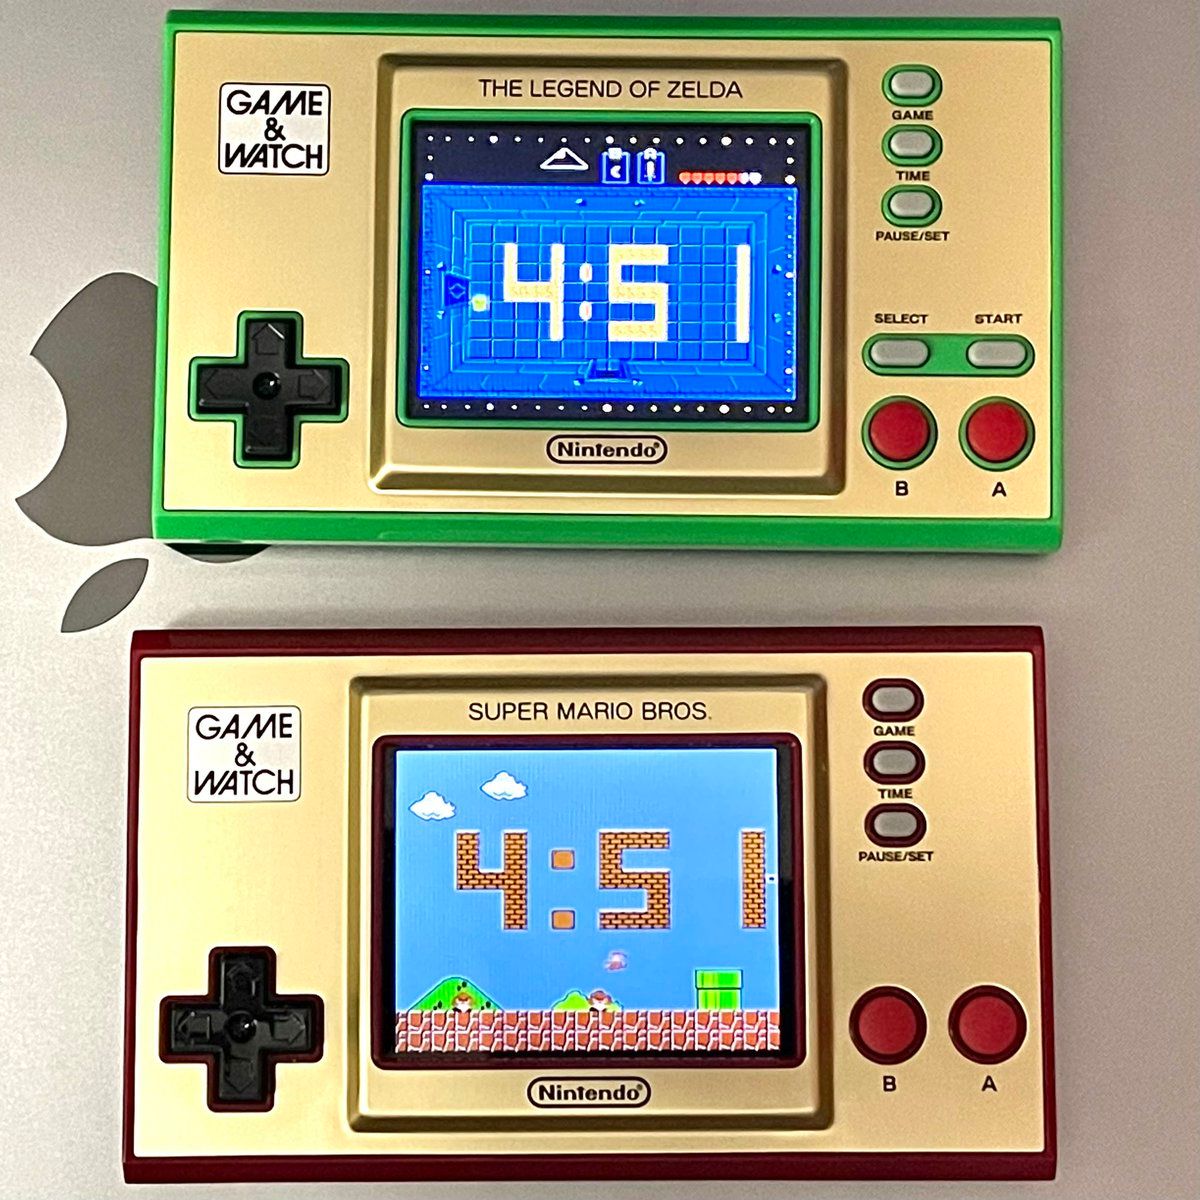 GAME
&
WATCH
THE LEGEND OF ZELDA
GAME
TIME
PAUSE/SET
4:51
SELECT START
Nintendo®
B A
GAME
&
WATCH
SUPER MARIO BROS.
GAME
TIME
PAUSE/SET
4:51
Nintendo®
B A